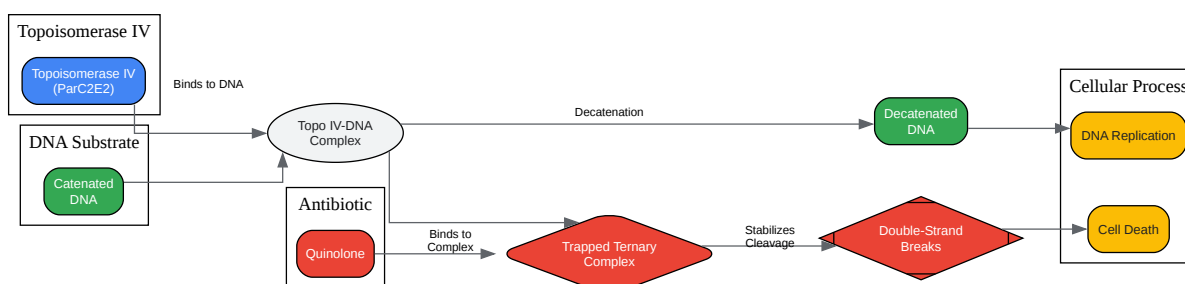 Topoisomerase IV
Topoisomerase IV
(ParC2E2)
Binds to DNA
DNA Substrate
Catenated
DNA
Topo IV-DNA
Complex
Decatenation
Decatenated
DNA
Cellular Process
DNA Replication
Cell Death
Antibiotic
Quinolone
Binds to
Complex
Trapped Ternary
Complex
Stabilizes
Cleavage
Double-Strand
Breaks